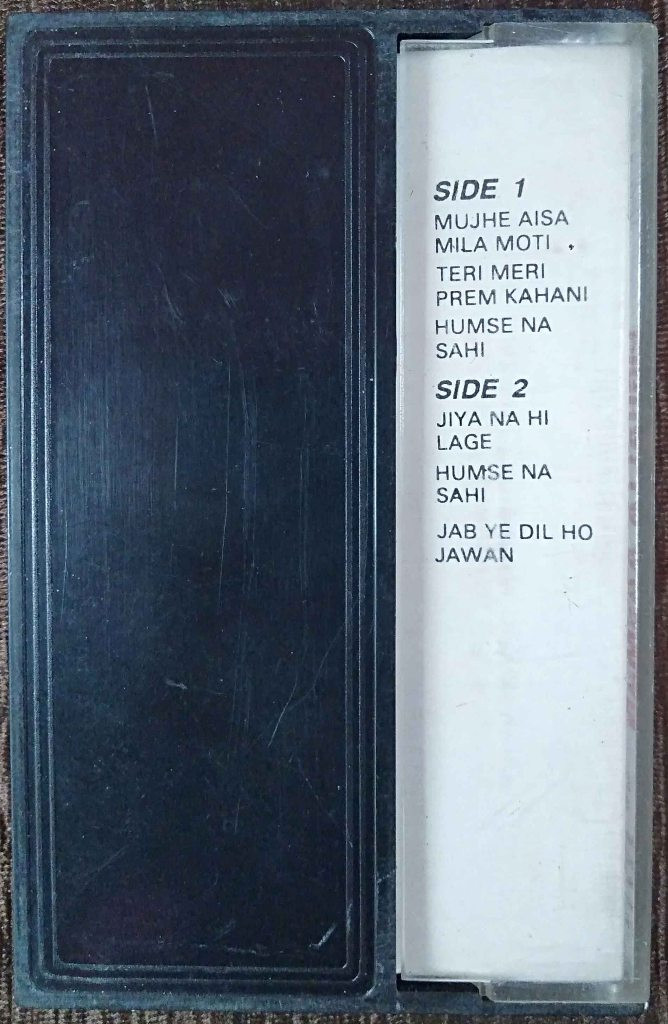 SIDE 1
MUJHE AISA
MILA MOTI
TERI MERI
PREM KAHANI
HUMSE NA
SAHI
SIDE 2
JIYA NA HI
LAGE
HUMSE NA
SAHI
JAB YE DIL HO
JAWAN